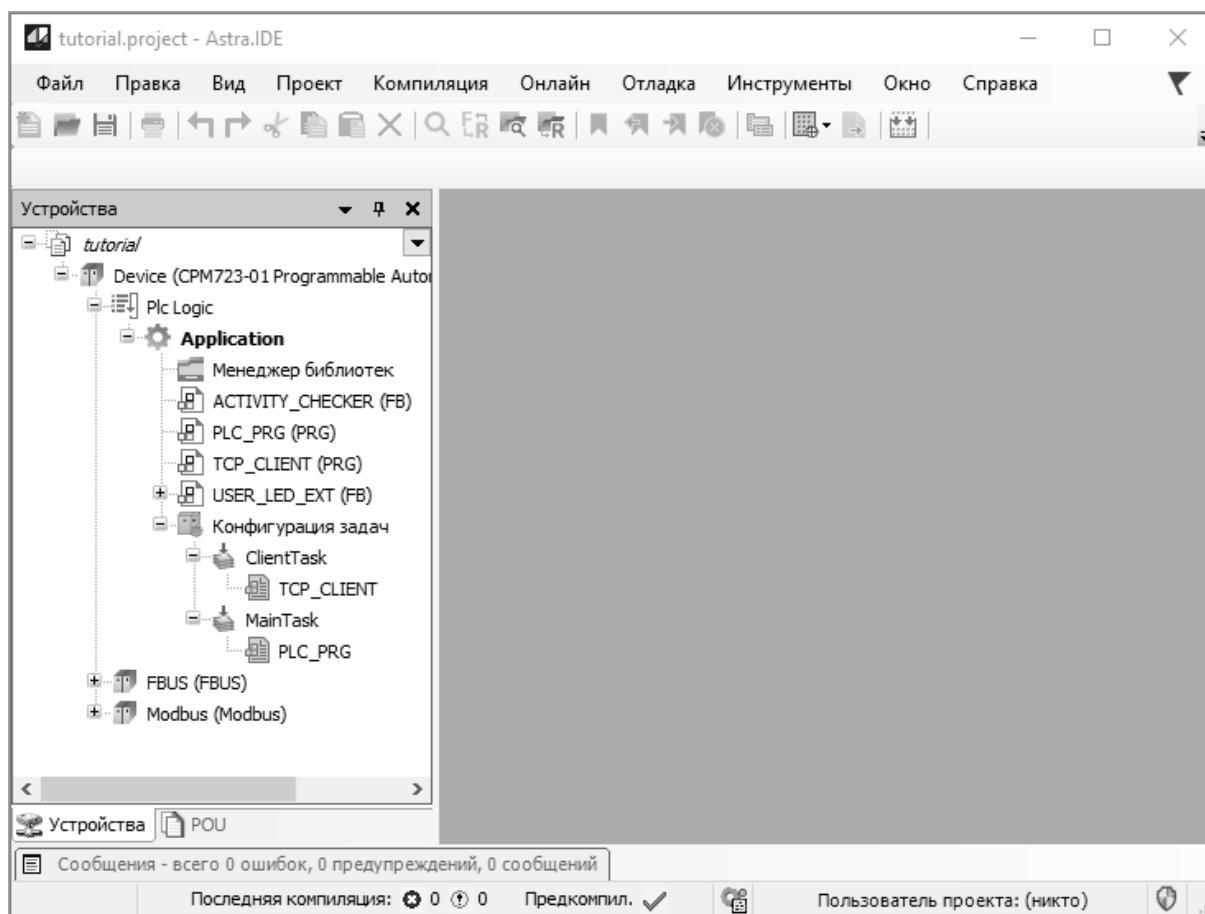 tutorial.project - Astra.IDE
Файл Правка Вид Проект Компиляция Онлайн Отладка Инструменты Окно Справка
Устройства
tutorial
Device (CPM723-01 Programmable Autor
Plc Logic
Application
Менеджер библиотек
ACTIVITY_CHECKER (FB)
PLC_PRG (PRG)
TCP_CLIENT (PRG)
USER_LED_EXT (FB)
Конфигурация задач
ClientTask
TCP_CLIENT
MainTask
PLC_PRG
FBUS (FBUS)
Modbus (Modbus)
Устройства POU
Сообщения - всего 0 ошибок, 0 предупреждений, 0 сообщений
Последняя компиляция: 0 0 Предкомпил. Пользователь проекта: (никто)